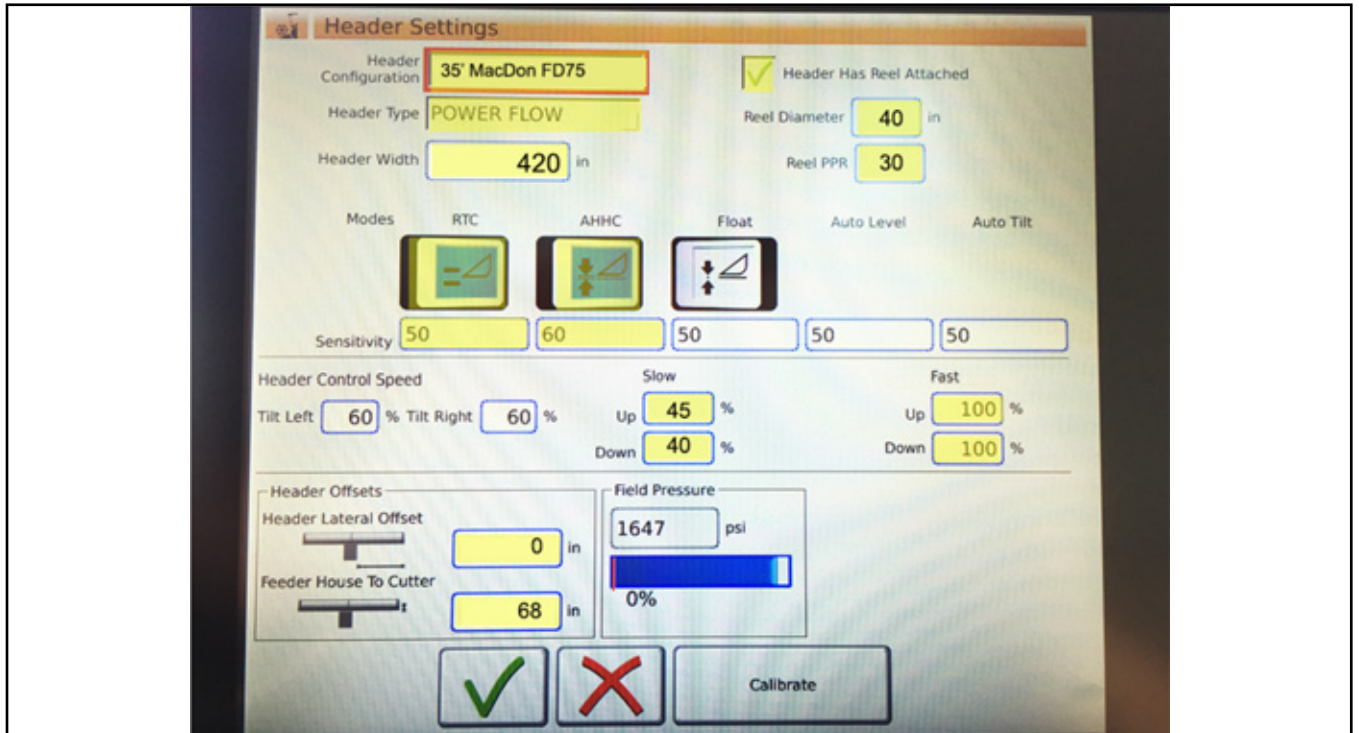 Header Settings
Header Configuration 35' MacDon FD75
Header Has Reel Attached
Header Type POWER FLOW
Reel Diameter 40 in
Header Width 420 in
Reel PPR 30
Modes RTC AHHC Float Auto Level Auto Tilt
Sensitivity 50 60 50 50 50
Header Control Speed
Slow
Fast
Tilt Left 60 % Tilt Right 60 %
Up 45 %
Up 100 %
Down 40 %
Down 100 %
Header Offsets
Field Pressure
Header Lateral Offset
0 in
1647 psi
Feeder House To Cutter
68 in
0%
Calibrate